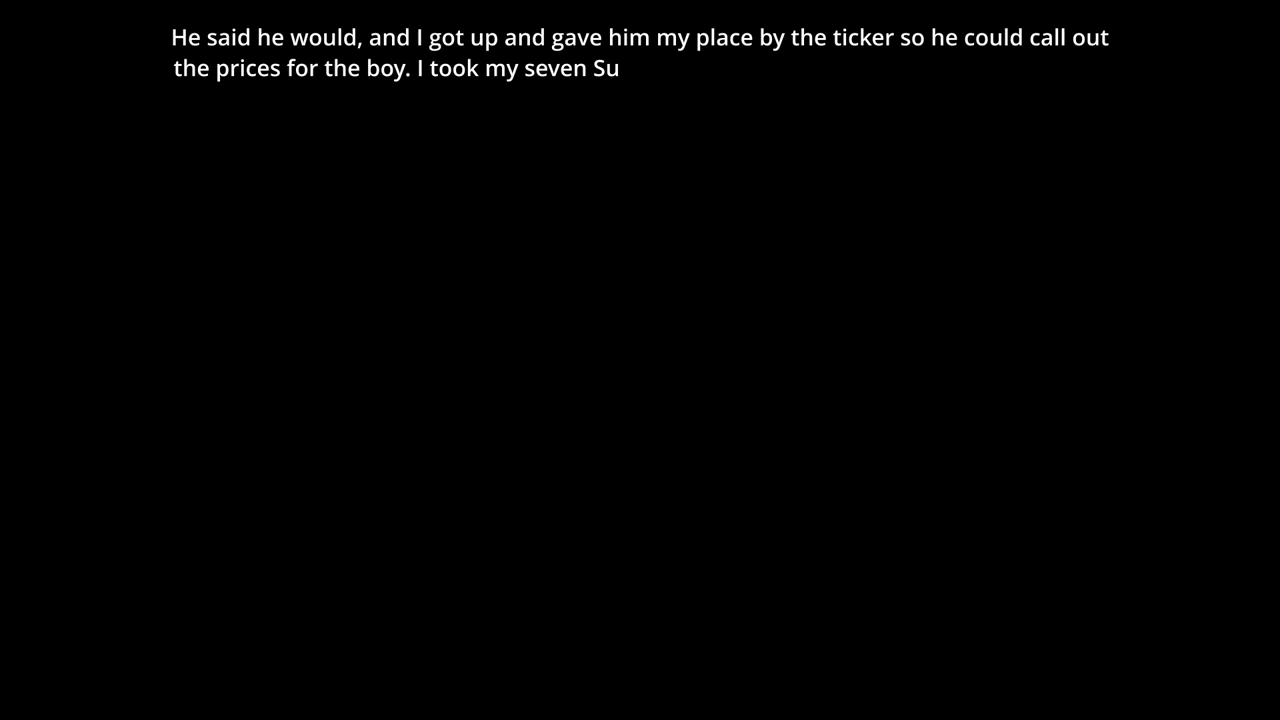 He said he would, and I got up and gave him my place by the ticker so he could call out
the prices for the boy. I took my seven Su